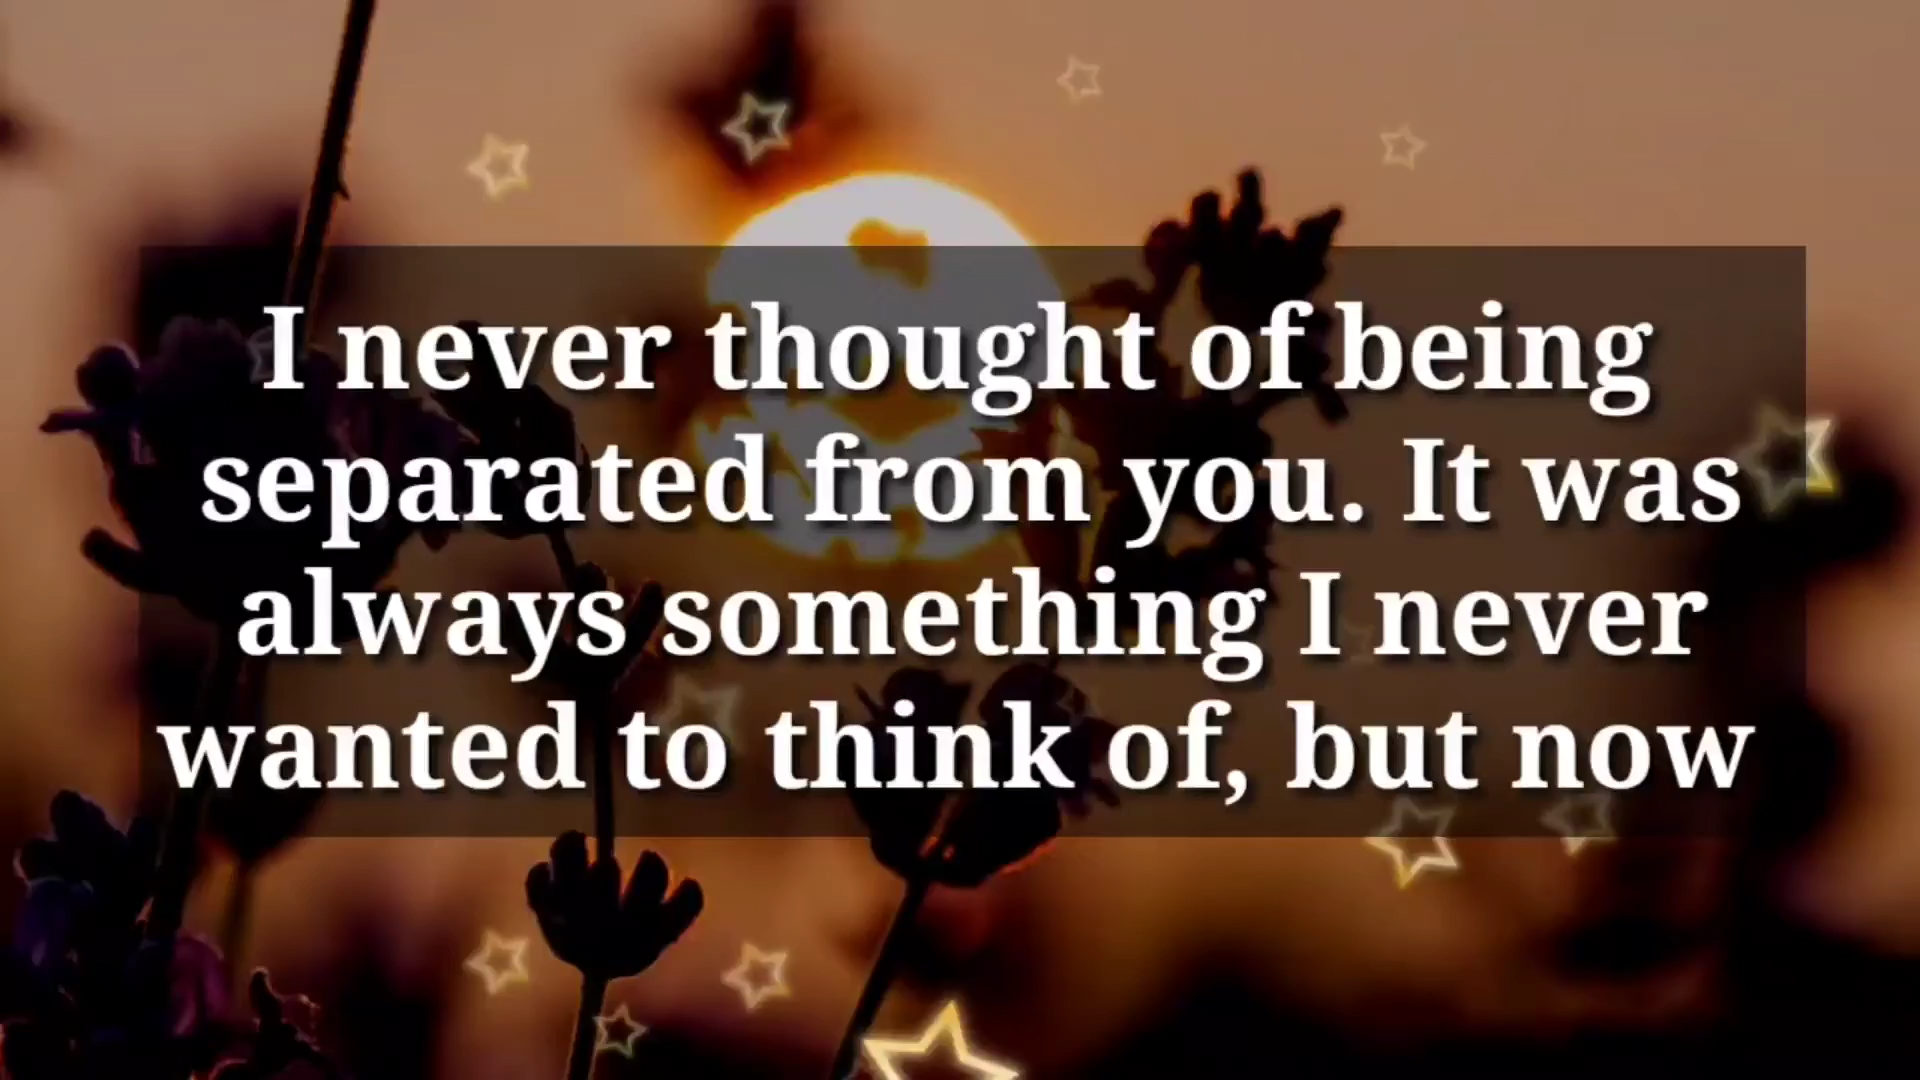 I never thought of being
separated from you. It was
always something I never
wanted to think of, but now